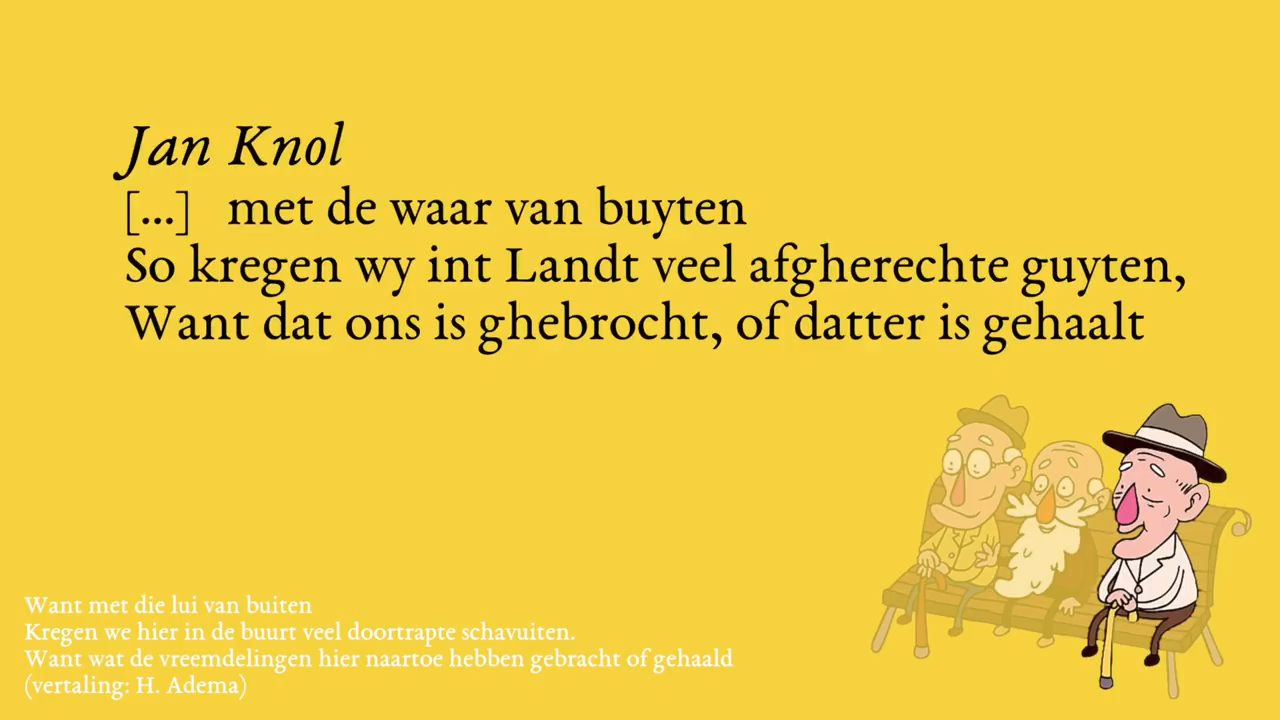 Jan Knol
[...] met de waar van buyten
So kregen wy int Landt veel afgherechte guyten,
Want dat ons is ghebrocht, of datter is gehaalt
Want met die lui van buiten
Kregen we hier in de buurt veel doortrapte schavuiten.
Want wat de vreemdelingen hier naartoe hebben gebracht of gehaald
(vertaling: H. Adema)